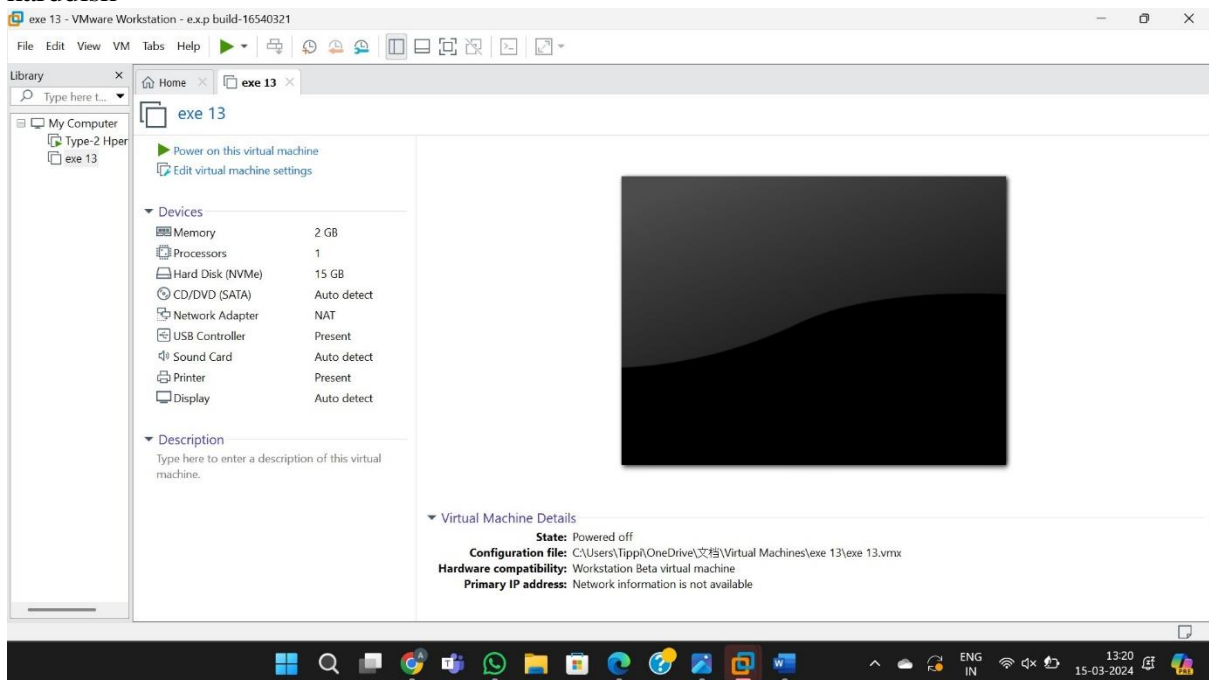 harddisk
exe 13 - VMware Workstation - e.x.p build-16540321
File Edit View VM Tabs Help
Library
Type here t...
My Computer
Type-2 Hper
exe 13
Home
exe 13
exe 13
Power on this virtual machine
Edit virtual machine settings
Devices
Memory 2 GB
Processors 1
Hard Disk (NVMe) 15 GB
CD/DVD (SATA) Auto detect
Network Adapter NAT
USB Controller Present
Sound Card Auto detect
Printer Present
Display Auto detect
Description
Type here to enter a description of this virtual
machine.
Virtual Machine Details
State: Powered off
Configuration file: C:\Users\Tippi\OneDrive\文档\Virtual Machines\exe 13\exe 13.vmx
Hardware compatibility: Workstation Beta virtual machine
Primary IP address: Network information is not available
ENG
IN
13:20
15-03-2024